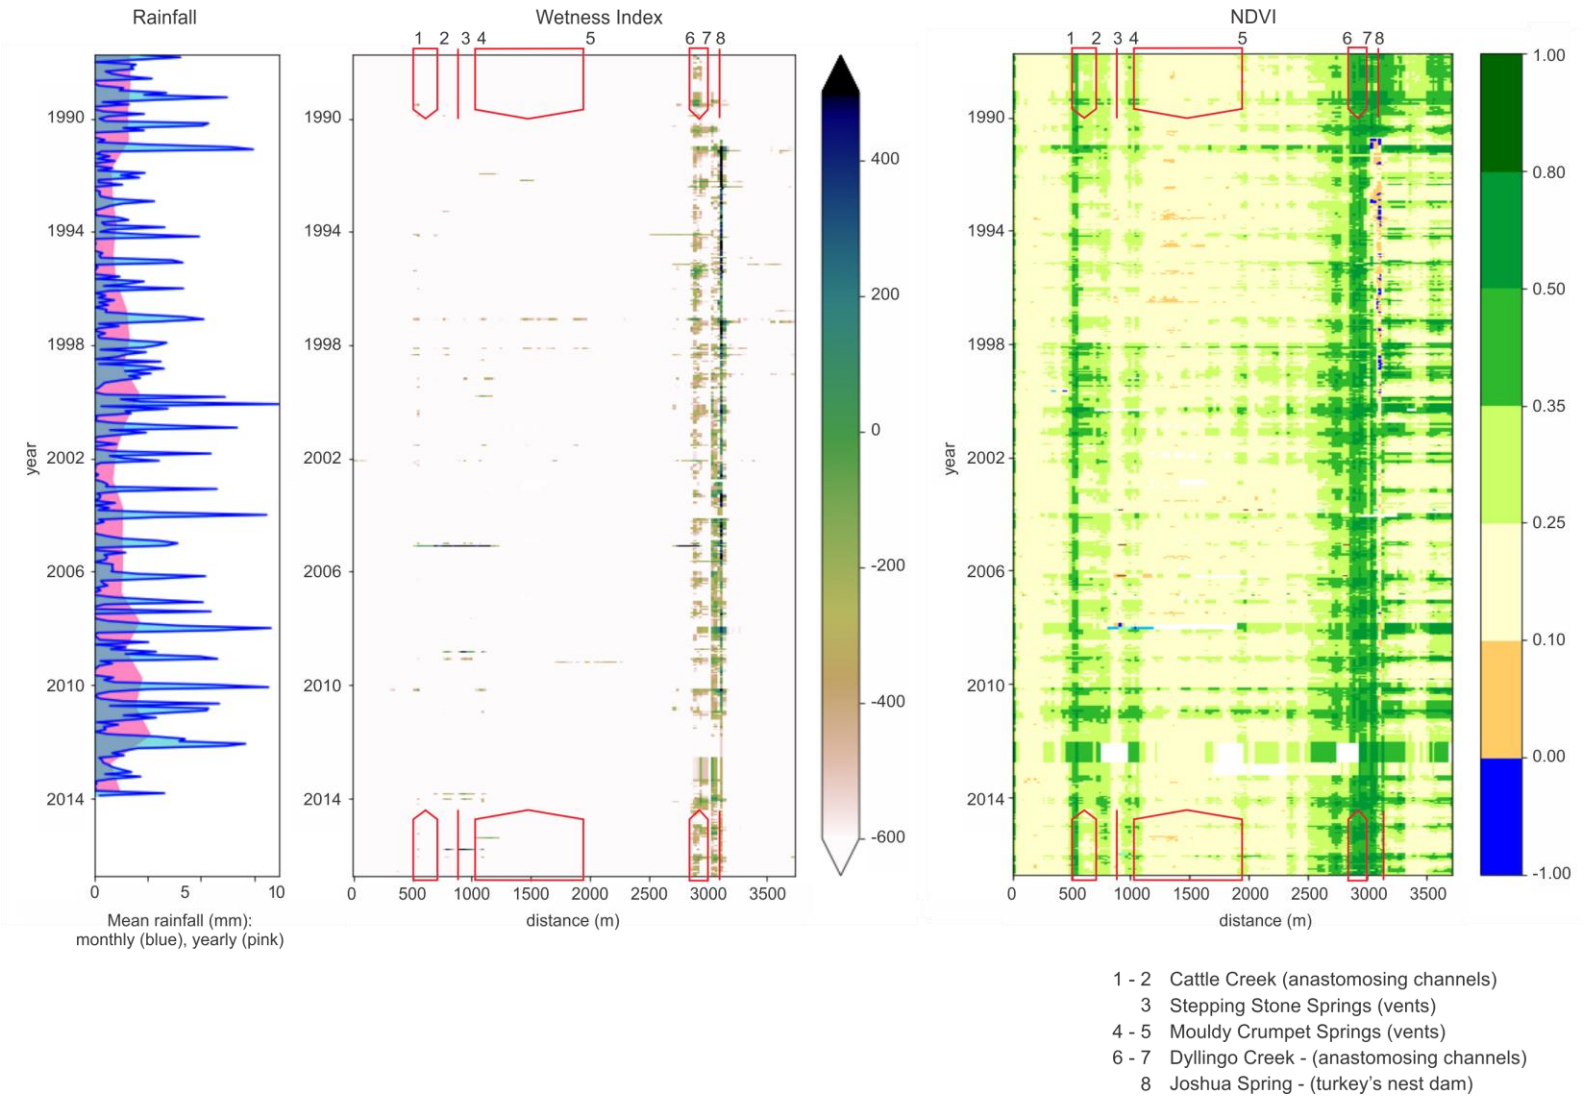 Rainfall
Wetness Index
NDVI
1 2 3 4 5 6 7 8
1 2 3 4 5 6 7 8
year
1990
1994
1998
2002
2006
2010
2014
0 5 10
Mean rainfall (mm):
monthly (blue), yearly (pink)
1990
1994
1998
2002
2006
2010
2014
0 500 1000 1500 2000 2500 3000 3500
distance (m)
400
200
0
-200
-400
-600
year
1990
1994
1998
2002
2006
2010
2014
0 500 1000 1500 2000 2500 3000 3500
distance (m)
1.00
0.80
0.50
0.35
0.25
0.10
0.00
-1.00
1 - 2 Cattle Creek (anastomosing channels)
3 Stepping Stone Springs (vents)
4 - 5 Mouldy Crumpet Springs (vents)
6 - 7 Dyllingo Creek - (anastomosing channels)
8 Joshua Spring - (turkey's nest dam)